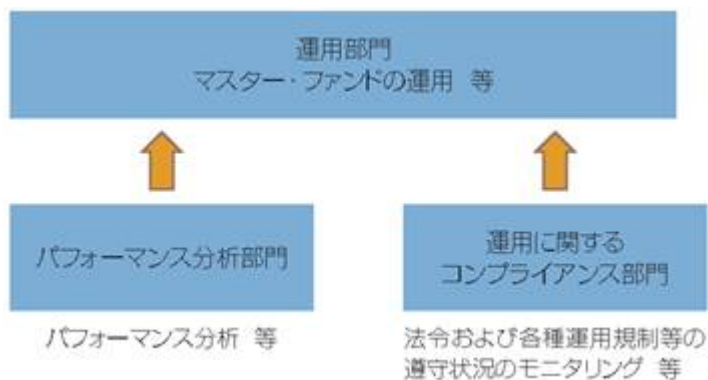 運用部門
マスター・ファンドの運用 等
パフォーマンス分析部門
パフォーマンス分析 等
運用に関する
コンプライアンス部門
法令および各種運用規制等の
遵守状況のモニタリング 等